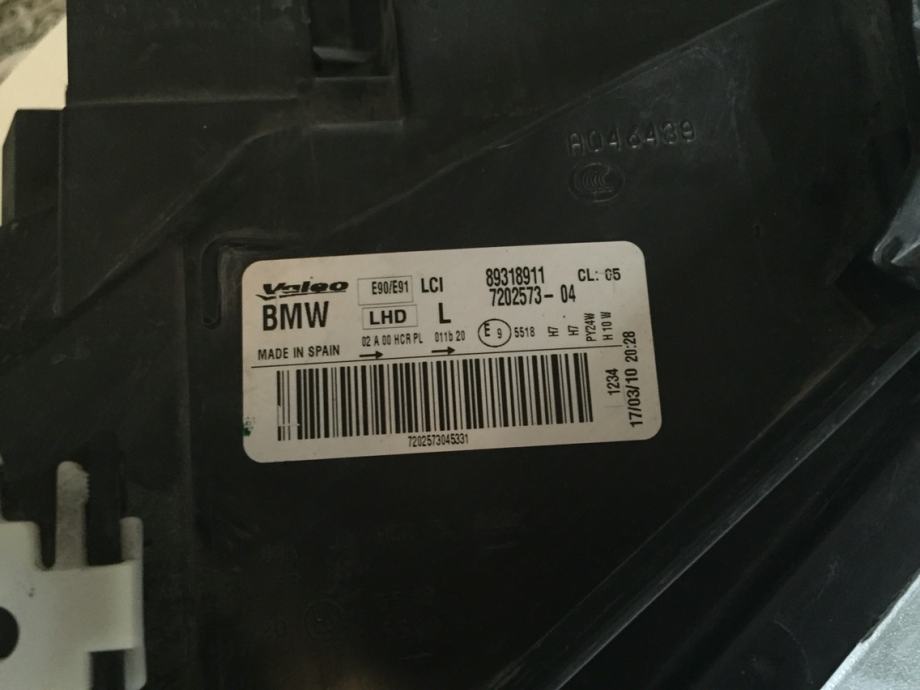 A046439
Valeo E90/E91 LCI 89318911 CL: 05
BMW LHD L 7202573-04
MADE IN SPAIN 02 A 00 HCR PL 011b 20 E 9 5518 H7 H7 PY24W H10W
1234
17/03/10 20:28
7202573045331